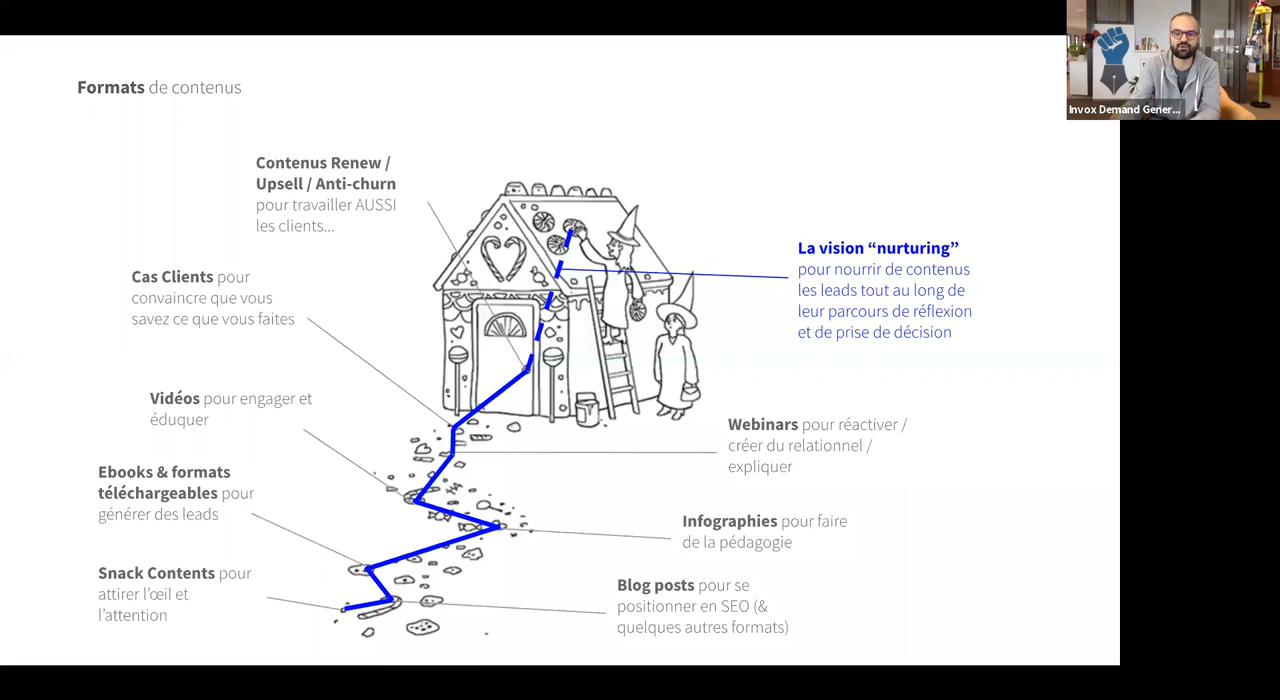 Formats de contenus
Invox Demand Gener...
Contenus Renew /
Upsell / Anti-churn
pour travailler AUSSI
les clients...
La vision “nurturing”
pour nourrir de contenus
les leads tout au long de
leur parcours de réflexion
et de prise de décision
Cas Clients pour
convaincre que vous
savez ce que vous faites
Vidéos pour engager et
éduquer
Webinars pour réactiver /
créer du relationnel /
expliquer
Ebooks & formats
téléchargeables pour
générer des leads
Infographies pour faire
de la pédagogie
Snack Contents pour
attirer l’œil et
l’attention
Blog posts pour se
positionner en SEO (&
quelques autres formats)